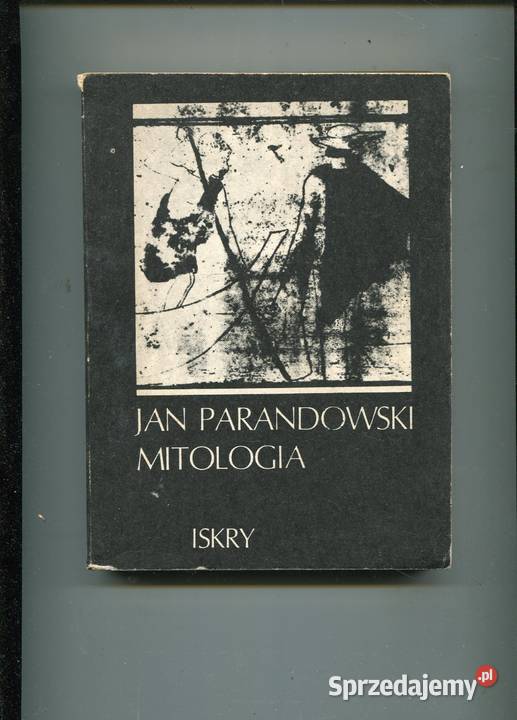 JAN PARANDOWSKI
MITOLOGIA
ISKRY
Sprzedajemy.pl